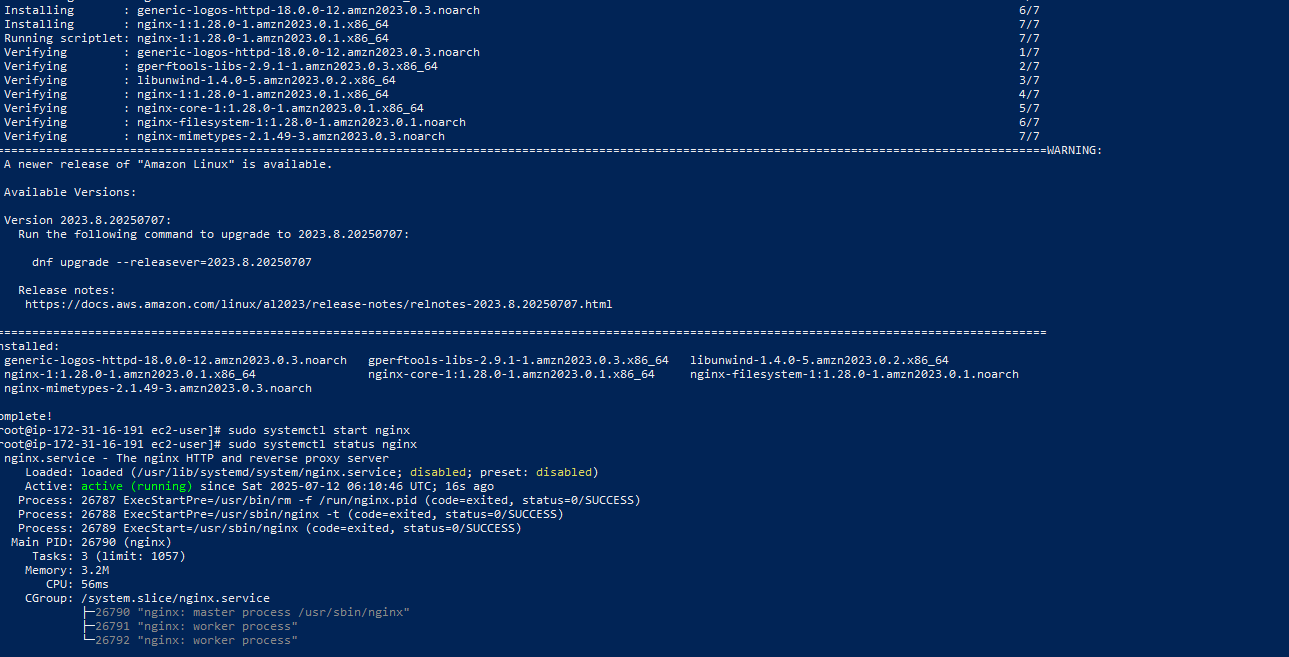 Installing       : generic-logos-httpd-18.0.0-12.amzn2023.0.3.noarch 6/7
Installing       : nginx-1:1.28.0-1.amzn2023.0.1.x86_64 7/7
Running scriptlet: nginx-1:1.28.0-1.amzn2023.0.1.x86_64 7/7
Verifying        : generic-logos-httpd-18.0.0-12.amzn2023.0.3.noarch 1/7
Verifying        : gperftools-libs-2.9.1-1.amzn2023.0.3.x86_64 2/7
Verifying        : libunwind-1.4.0-5.amzn2023.0.2.x86_64 3/7
Verifying        : nginx-1:1.28.0-1.amzn2023.0.1.x86_64 4/7
Verifying        : nginx-core-1:1.28.0-1.amzn2023.0.1.x86_64 5/7
Verifying        : nginx-filesystem-1:1.28.0-1.amzn2023.0.1.noarch 6/7
Verifying        : nginx-mimetypes-2.1.49-3.amzn2023.0.3.noarch 7/7
WARNING:
A newer release of "Amazon Linux" is available.
Available Versions:
Version 2023.8.20250707:
Run the following command to upgrade to 2023.8.20250707:
dnf upgrade --releasever=2023.8.20250707
Release notes:
https://docs.aws.amazon.com/linux/al2023/release-notes/relnotes-2023.8.20250707.html
nstalled:
generic-logos-httpd-18.0.0-12.amzn2023.0.3.noarch   gperftools-libs-2.9.1-1.amzn2023.0.3.x86_64   libunwind-1.4.0-5.amzn2023.0.2.x86_64
nginx-1:1.28.0-1.amzn2023.0.1.x86_64   nginx-core-1:1.28.0-1.amzn2023.0.1.x86_64   nginx-filesystem-1:1.28.0-1.amzn2023.0.1.noarch
nginx-mimetypes-2.1.49-3.amzn2023.0.3.noarch
omplete!
root@ip-172-31-16-191 ec2-user]# sudo systemctl start nginx
root@ip-172-31-16-191 ec2-user]# sudo systemctl status nginx
nginx.service - The nginx HTTP and reverse proxy server
Loaded: loaded (/usr/lib/systemd/system/nginx.service; disabled; preset: disabled)
Active: active (running) since Sat 2025-07-12 06:10:46 UTC; 16s ago
Process: 26787 ExecStartPre=/usr/bin/rm -f /run/nginx.pid (code=exited, status=0/SUCCESS)
Process: 26788 ExecStartPre=/usr/sbin/nginx -t (code=exited, status=0/SUCCESS)
Process: 26789 ExecStart=/usr/sbin/nginx (code=exited, status=0/SUCCESS)
Main PID: 26790 (nginx)
Tasks: 3 (limit: 1057)
Memory: 3.2M
CPU: 56ms
CGroup: /system.slice/nginx.service
├─26790 "nginx: master process /usr/sbin/nginx"
├─26791 "nginx: worker process"
└─26792 "nginx: worker process"